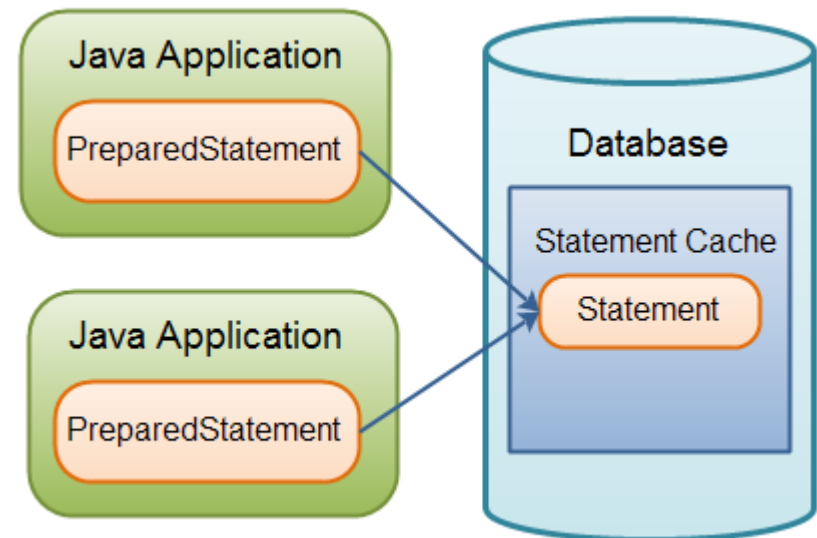 Java Application
PreparedStatement
Java Application
PreparedStatement
Database
Statement Cache
Statement